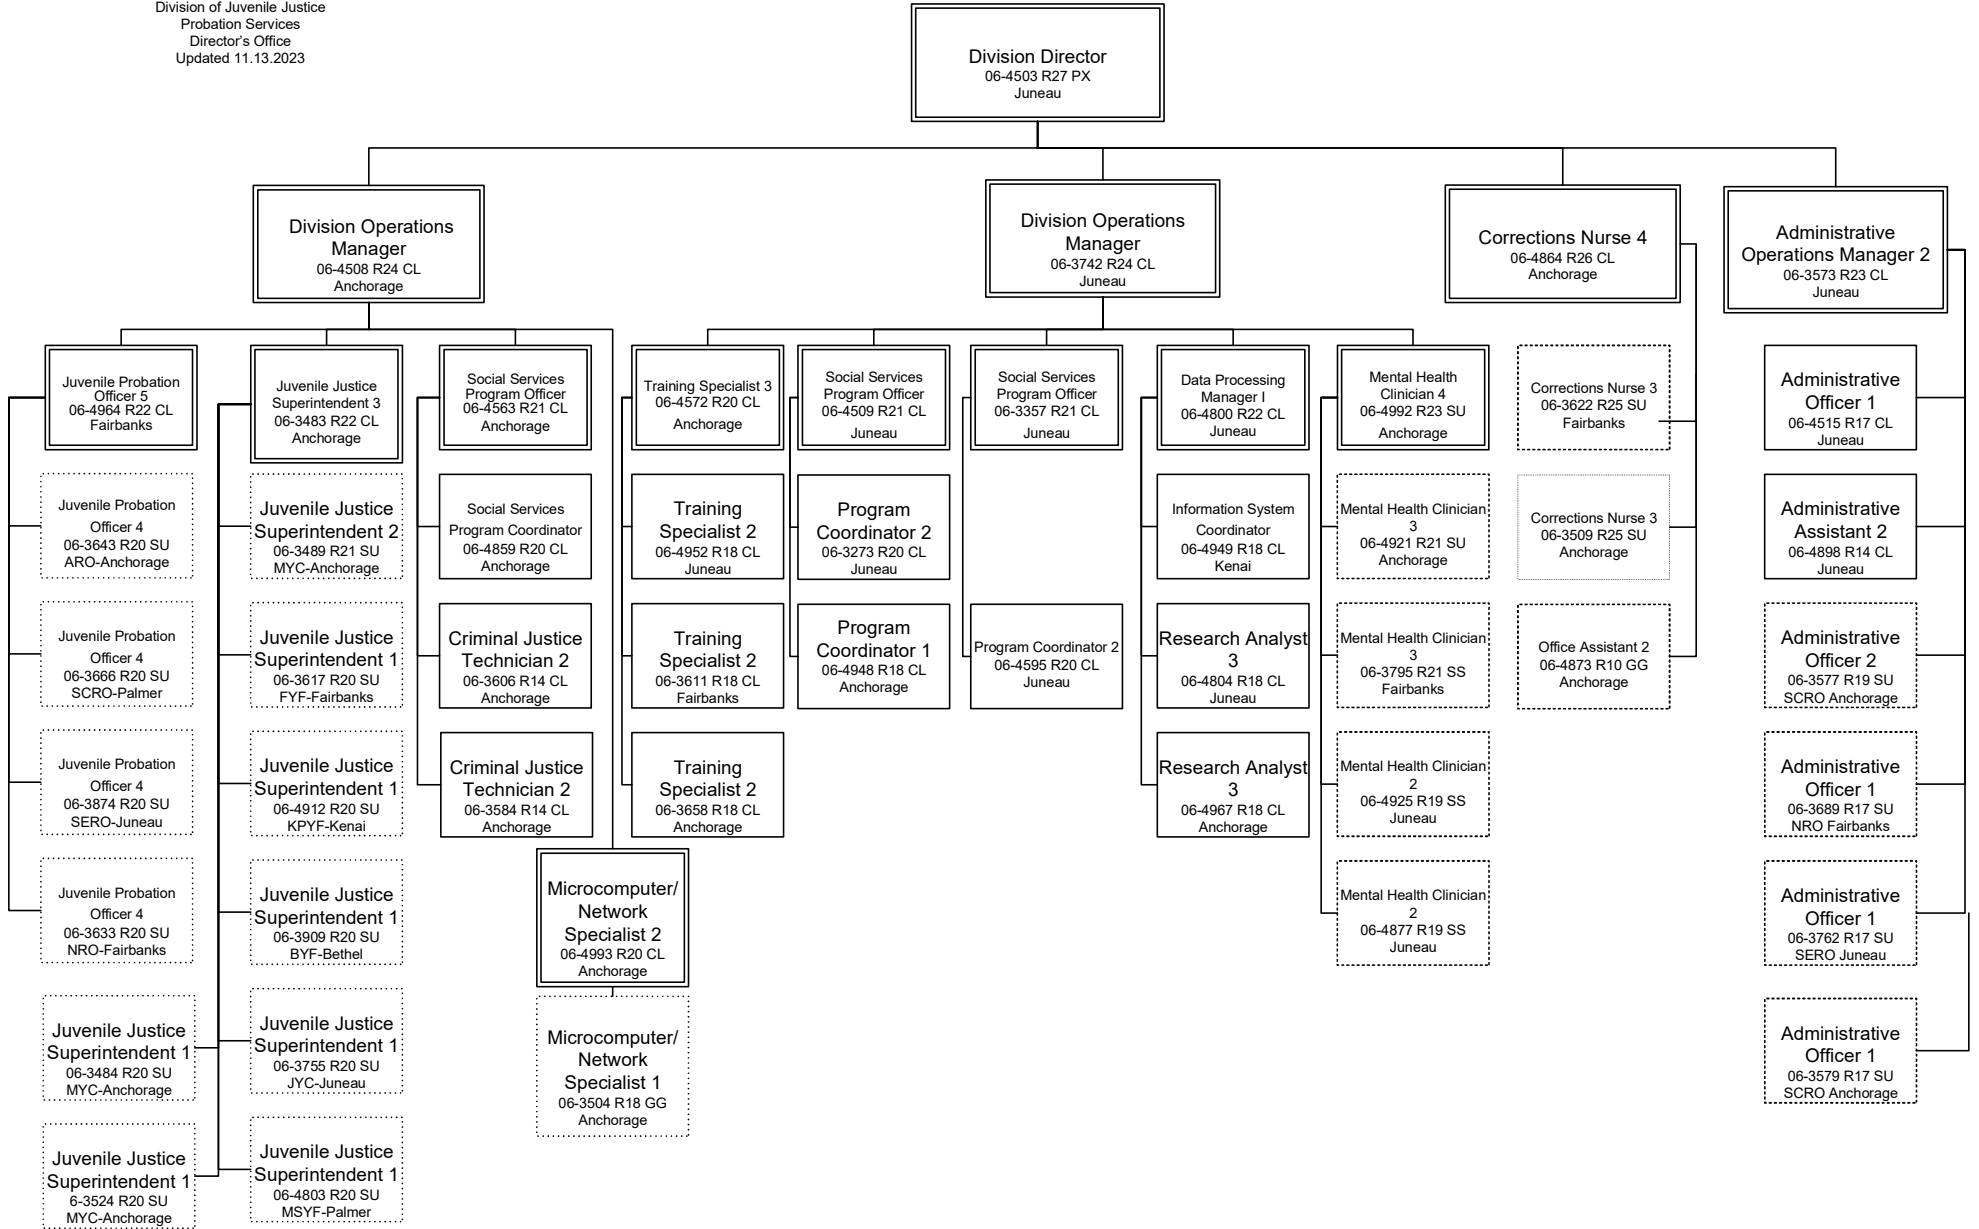 Division of Juvenile Justice
Probation Services
Director's Office
Updated 11.13.2023
Division Director
06-4503 R27 PX
Juneau
Division Operations
Manager
06-4508 R24 CL
Anchorage
Division Operations
Manager
06-3742 R24 CL
Juneau
Corrections Nurse 4
06-4864 R26 CL
Anchorage
Administrative
Operations Manager 2
06-3573 R23 CL
Juneau
Juvenile Probation
Officer 5
06-4964 R22 CL
Fairbanks
Juvenile Justice
Superintendent 3
06-3483 R22 CL
Anchorage
Social Services
Program Officer
06-4563 R21 CL
Anchorage
Training Specialist 3
06-4572 R20 CL
Anchorage
Social Services
Program Officer
06-4509 R21 CL
Juneau
Social Services
Program Officer
06-3357 R21 CL
Juneau
Data Processing
Manager I
06-4800 R22 CL
Juneau
Mental Health
Clinician 4
06-4992 R23 SU
Anchorage
Corrections Nurse 3
06-3622 R25 SU
Fairbanks
Administrative
Officer 1
06-4515 R17 CL
Juneau
Juvenile Probation
Officer 4
06-3643 R20 SU
ARO-Anchorage
Juvenile Justice
Superintendent 2
06-3489 R21 SU
MYC-Anchorage
Social Services
Program Coordinator
06-4859 R20 CL
Anchorage
Training
Specialist 2
06-4952 R18 CL
Juneau
Program
Coordinator 2
06-3273 R20 CL
Juneau
Information System
Coordinator
06-4949 R18 CL
Kenai
Mental Health Clinician
3
06-4921 R21 SU
Anchorage
Corrections Nurse 3
06-3509 R25 SU
Anchorage
Administrative
Assistant 2
06-4898 R14 CL
Juneau
Juvenile Probation
Officer 4
06-3666 R20 SU
SCRO-Palmer
Juvenile Justice
Superintendent 1
06-3617 R20 SU
FYF-Fairbanks
Criminal Justice
Technician 2
06-3606 R14 CL
Anchorage
Training
Specialist 2
06-3611 R18 CL
Fairbanks
Program
Coordinator 1
06-4948 R18 CL
Anchorage
Program Coordinator 2
06-4595 R20 CL
Juneau
Research Analyst
3
06-4804 R18 CL
Juneau
Mental Health Clinician
3
06-3795 R21 SS
Fairbanks
Office Assistant 2
06-4873 R10 GG
Anchorage
Administrative
Officer 2
06-3577 R19 SU
SCRO Anchorage
Juvenile Probation
Officer 4
06-3874 R20 SU
SERO-Juneau
Juvenile Justice
Superintendent 1
06-4912 R20 SU
KPYF-Kenai
Criminal Justice
Technician 2
06-3584 R14 CL
Anchorage
Training
Specialist 2
06-3658 R18 CL
Anchorage
Research Analyst
3
06-4967 R18 CL
Anchorage
Mental Health Clinician
2
06-4925 R19 SS
Juneau
Administrative
Officer 1
06-3689 R17 SU
NRO Fairbanks
Juvenile Probation
Officer 4
06-3633 R20 SU
NRO-Fairbanks
Juvenile Justice
Superintendent 1
06-3909 R20 SU
BYF-Bethel
Microcomputer/
Network
Specialist 2
06-4993 R20 CL
Anchorage
Mental Health Clinician
2
06-4877 R19 SS
Juneau
Administrative
Officer 1
06-3762 R17 SU
SERO Juneau
Juvenile Justice
Superintendent 1
06-3484 R20 SU
MYC-Anchorage
Juvenile Justice
Superintendent 1
06-3755 R20 SU
JYC-Juneau
Microcomputer/
Network
Specialist 1
06-3504 R18 GG
Anchorage
Administrative
Officer 1
06-3579 R17 SU
SCRO Anchorage
Juvenile Justice
Superintendent 1
6-3524 R20 SU
MYC-Anchorage
Juvenile Justice
Superintendent 1
06-4803 R20 SU
MSYF-Palmer